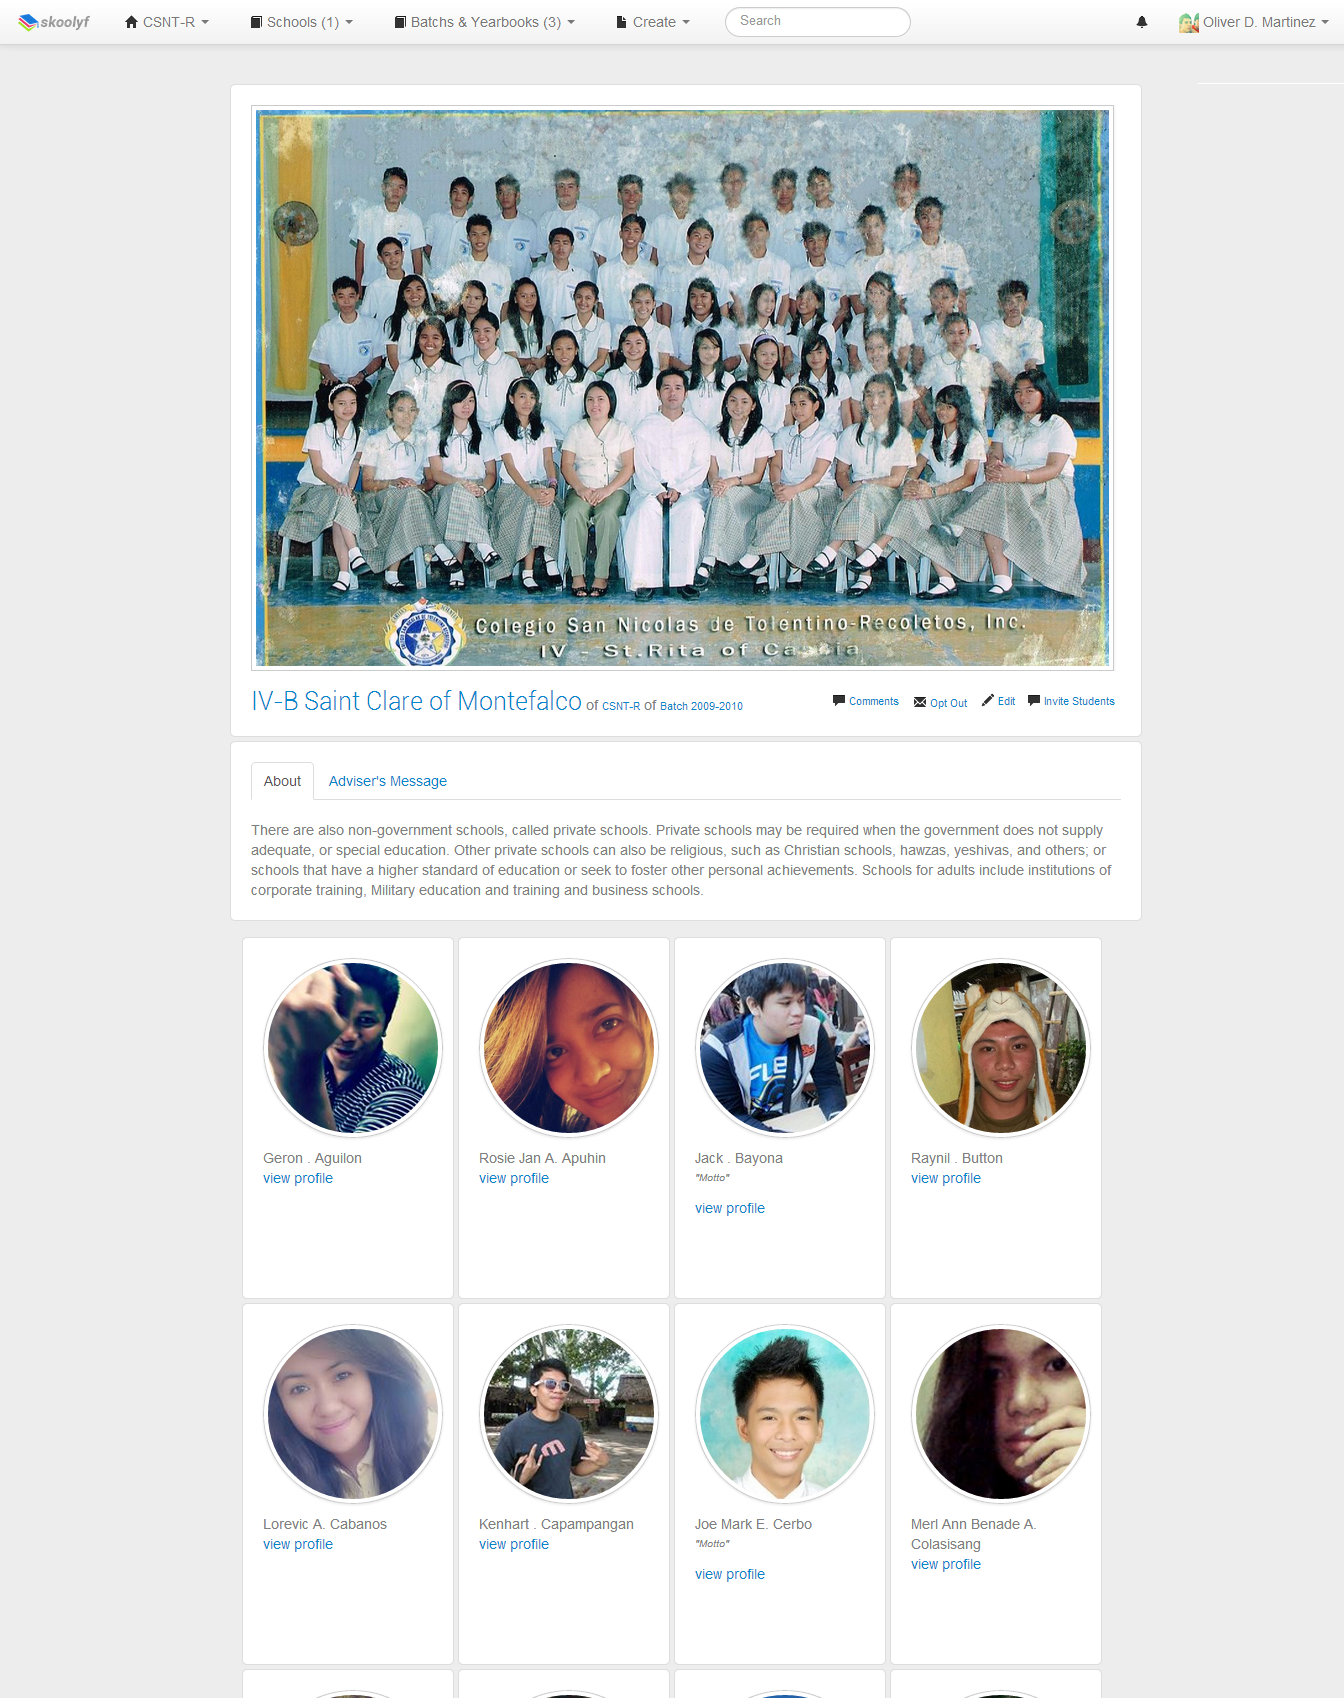 skoolyf CSNT-R Schools (1) Batchs & Yearbooks (3) Create Search Oliver D. Martinez
Colegio San Nicolas de Tolentino-Recoletos, Inc.
IV - St.Rita of Cascia
IV-B Saint Clare of Montefalco of CSNT-R of Batch 2009-2010 Comments Opt Out Edit Invite Students
About Adviser's Message
There are also non-government schools, called private schools. Private schools may be required when the government does not supply
adequate, or special education. Other private schools can also be religious, such as Christian schools, hawzas, yeshivas, and others; or
schools that have a higher standard of education or seek to foster other personal achievements. Schools for adults include institutions of
corporate training, Military education and training and business schools.
Geron . Aguilon
view profile
Rosie Jan A. Apuhin
view profile
Jack . Bayona
"Motto"
view profile
Raynil . Button
view profile
Lorevic A. Cabanos
view profile
Kenhart . Capampangan
view profile
Joe Mark E. Cerbo
"Motto"
view profile
Merl Ann Benade A.
Colasisang
view profile